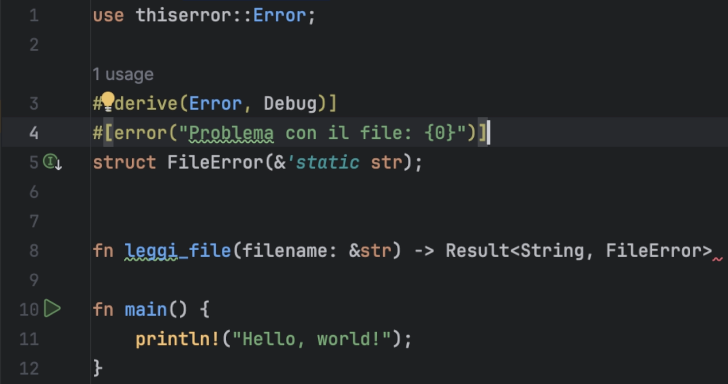 1 use thiserror::Error;
2
1 usage
3 #[derive(Error, Debug)]
4 #[error("Problema con il file: {0}")]
5 struct FileError(&'static str);
6
7
8 fn leggi_file(filename: &str) -> Result<String, FileError>
9
10 fn main() {
11     println!("Hello, world!");
12 }